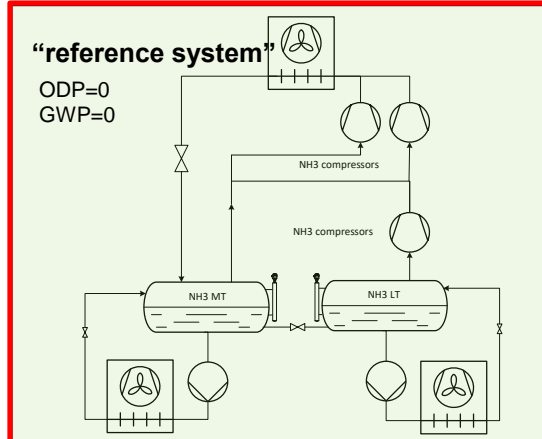 “reference system”
ODP=0
GWP=0
NH3 compressors
NH3 compressors
NH3 MT
NH3 LT